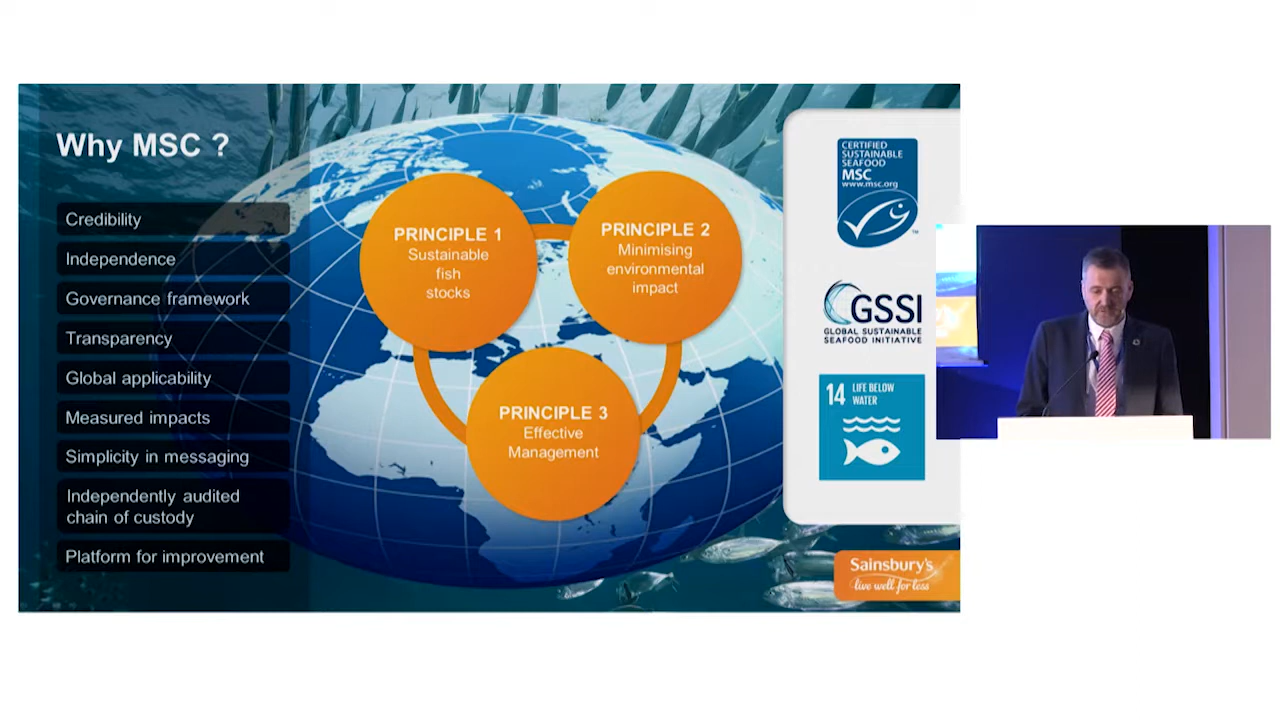 Why MSC ?
Credibility
Independence
Governance framework
Transparency
Global applicability
Measured impacts
Simplicity in messaging
Independently audited
chain of custody
Platform for improvement
PRINCIPLE 1
Sustainable
fish
stocks
PRINCIPLE 2
Minimising
environmental
impact
PRINCIPLE 3
Effective
Management
CERTIFIED
SUSTAINABLE
SEAFOOD
MSC
www.msc.org
TM
GSSI
GLOBAL SUSTAINABLE
SEAFOOD INITIATIVE
14 LIFE BELOW
WATER
Sainsbury's
live well for less